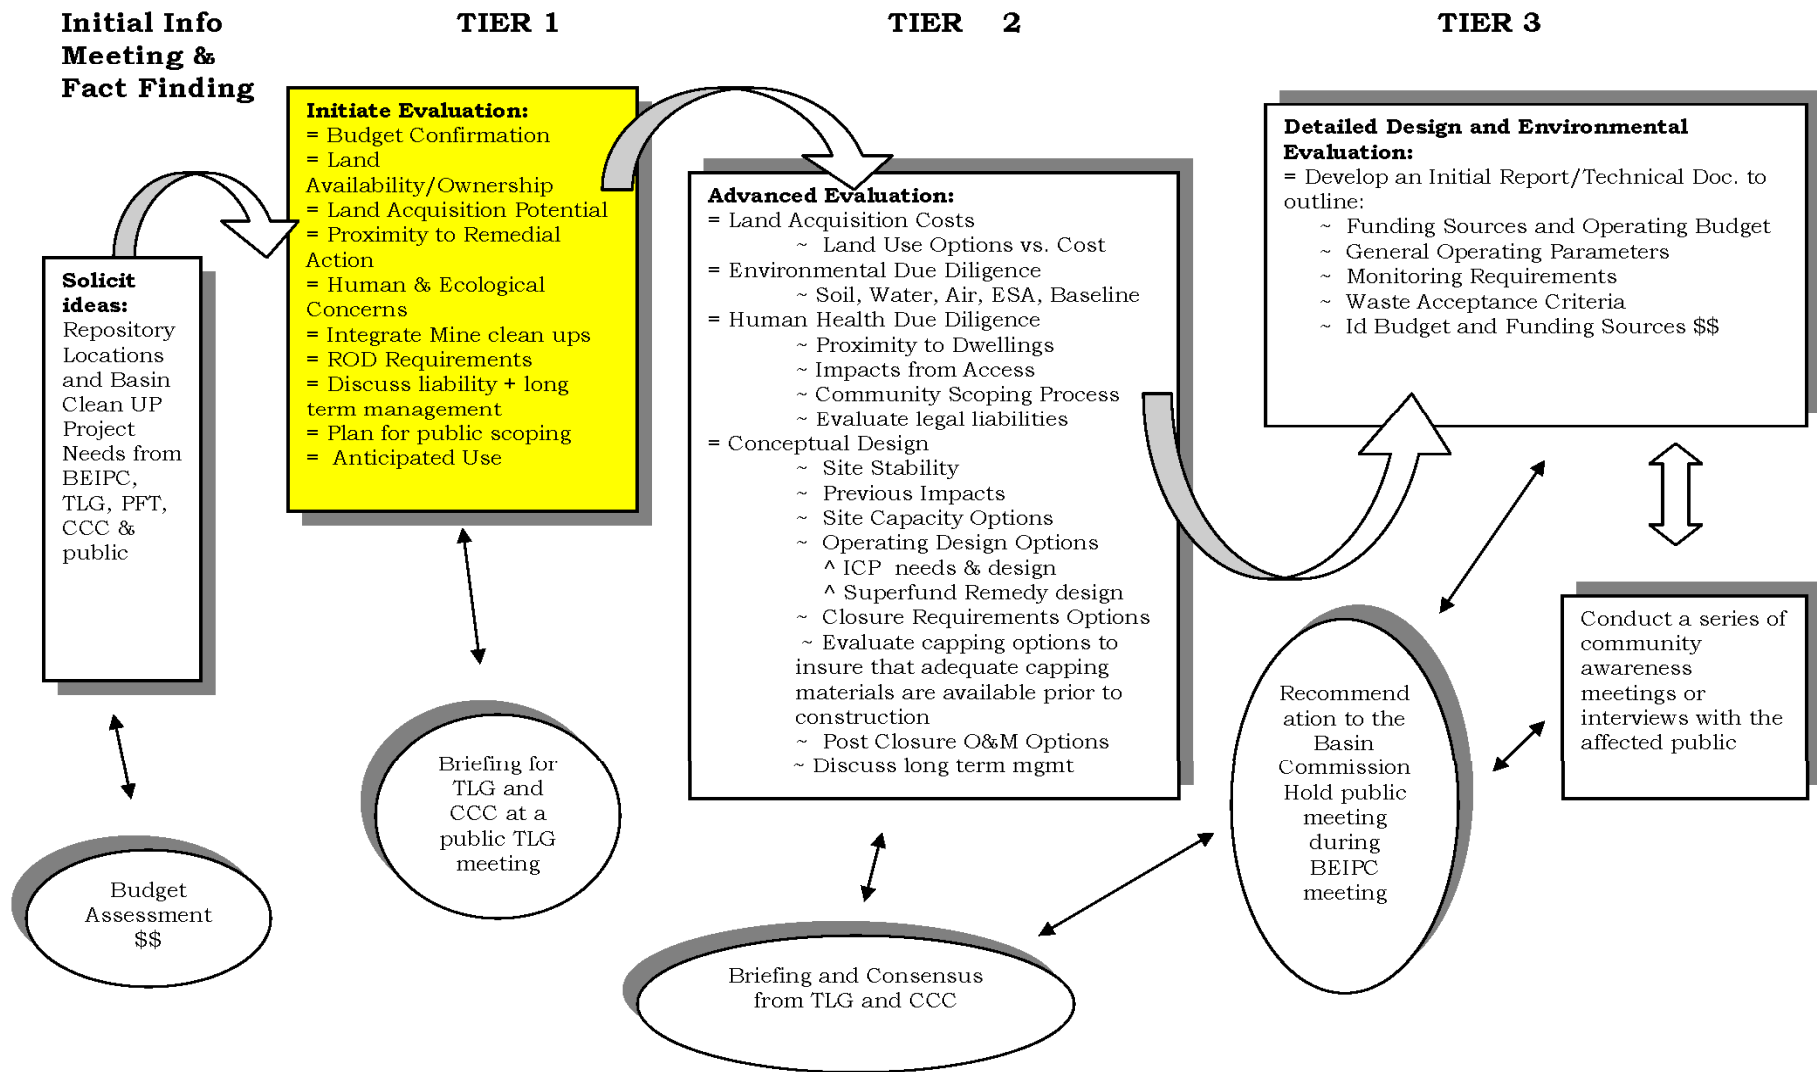 Initial Info
Meeting &
Fact Finding
TIER 1
TIER 2
TIER 3
Solicit
ideas:
Repository
Locations
and Basin
Clean UP
Project
Needs from
BEIPC,
TLG, PFT,
CCC &
public
Budget
Assessment
$$
Initiate Evaluation:
= Budget Confirmation
= Land
Availability/Ownership
= Land Acquisition Potential
= Proximity to Remedial
Action
= Human & Ecological
Concerns
= Integrate Mine clean ups
= ROD Requirements
= Discuss liability + long
term management
= Plan for public scoping
= Anticipated Use
Briefing for
TLG and
CCC at a
public TLG
meeting
Advanced Evaluation:
= Land Acquisition Costs
~ Land Use Options vs. Cost
= Environmental Due Diligence
~ Soil, Water, Air, ESA, Baseline
= Human Health Due Diligence
~ Proximity to Dwellings
~ Impacts from Access
~ Community Scoping Process
~ Evaluate legal liabilities
= Conceptual Design
~ Site Stability
~ Previous Impacts
~ Site Capacity Options
~ Operating Design Options
^ ICP needs & design
^ Superfund Remedy design
~ Closure Requirements Options
~ Evaluate capping options to
insure that adequate capping
materials are available prior to
construction
~ Post Closure O&M Options
~ Discuss long term mgmt
Briefing and Consensus
from TLG and CCC
Detailed Design and Environmental
Evaluation:
= Develop an Initial Report/Technical Doc. to
outline:
~ Funding Sources and Operating Budget
~ General Operating Parameters
~ Monitoring Requirements
~ Waste Acceptance Criteria
~ Id Budget and Funding Sources $$
Recommend
ation to the
Basin
Commission
Hold public
meeting
during
BEIPC
meeting
Conduct a series of
community
awareness
meetings or
interviews with the
affected public